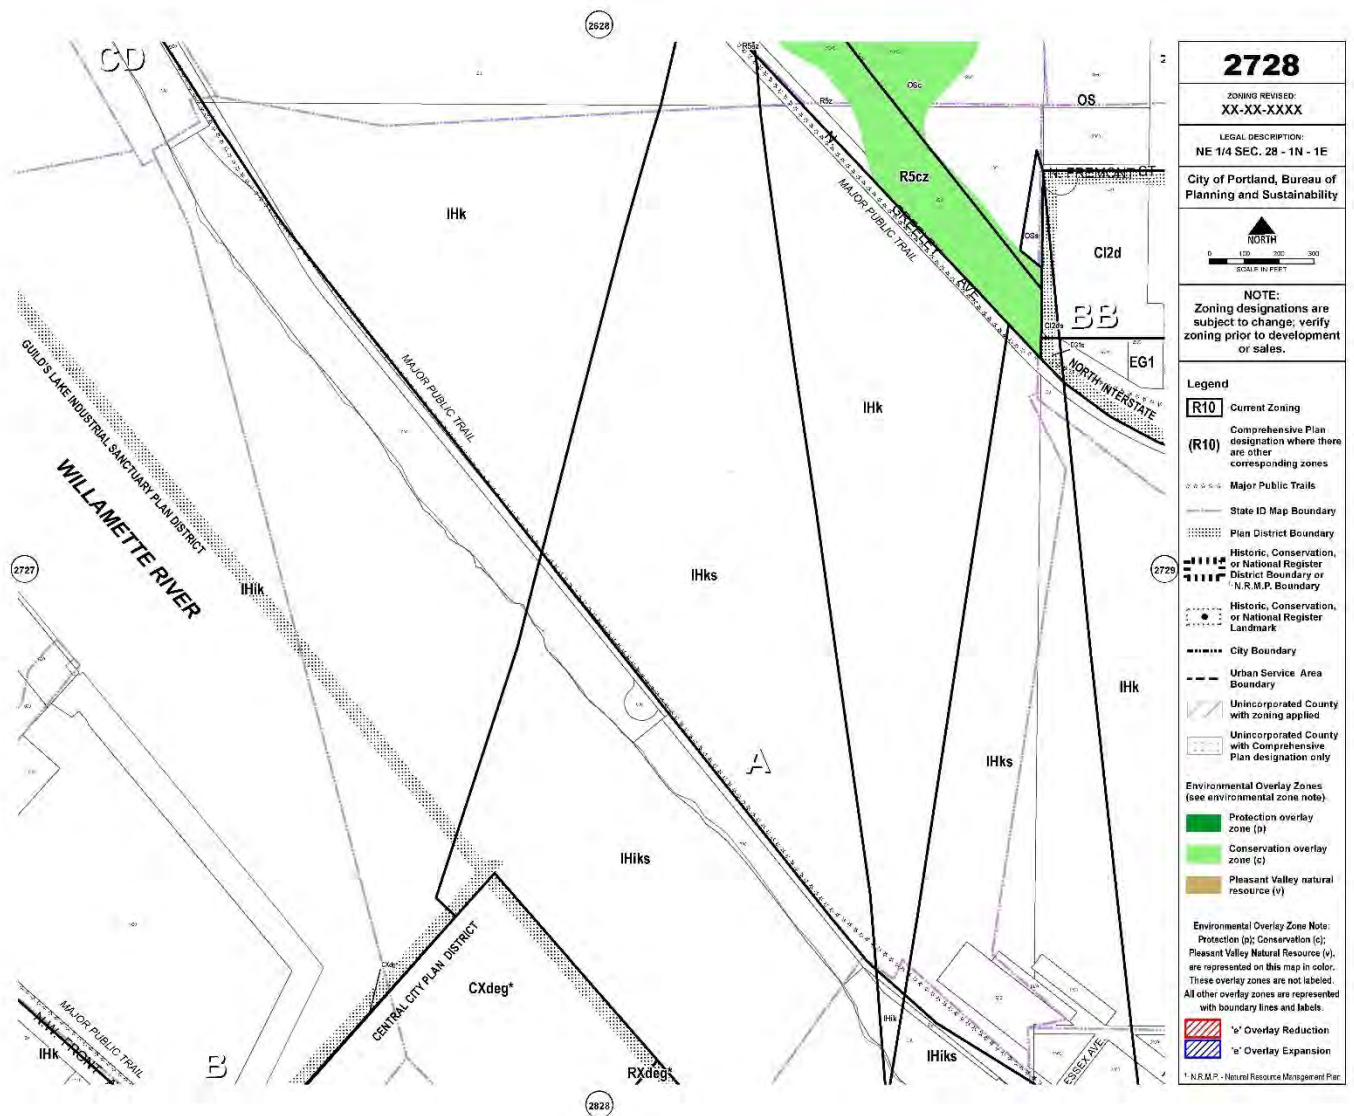 2628
CD
R5cz
OSc
R5z
OS
N. FREMONT CT
R5cz
N
GREELEY
AVE
MAJOR PUBLIC TRAIL
IHk
CI2d
BB
EG1
NORTH INTERSTATE
MAJOR PUBLIC TRAIL
GUILD'S LAKE INDUSTRIAL SANCTUARY PLAN DISTRICT
WILLAMETTE RIVER
IHk
2727
2729
IHks
IHik
IHk
A
IHks
IHiks
CENTRAL CITY PLAN DISTRICT
CXdeg*
MAJOR PUBLIC TRAIL
N.W. FRONT
IHk
B
RXdeg*
IHik
IHiks
ESSEX AVE
2828
2728
ZONING REVISED:
XX-XX-XXXX
LEGAL DESCRIPTION:
NE 1/4 SEC. 28 - 1N - 1E
City of Portland, Bureau of
Planning and Sustainability
NORTH
0 100 200 300
SCALE IN FEET
NOTE:
Zoning designations are
subject to change; verify
zoning prior to development
or sales.
Legend
R10 Current Zoning
(R10) Comprehensive Plan
designation where there
are other
corresponding zones
Major Public Trails
State ID Map Boundary
Plan District Boundary
Historic, Conservation,
or National Register
District Boundary or
N.R.M.P. Boundary
Historic, Conservation,
or National Register
Landmark
City Boundary
Urban Service Area
Boundary
Unincorporated County
with zoning applied
Unincorporated County
with Comprehensive
Plan designation only
Environmental Overlay Zones
(see environmental zone note)
Protection overlay
zone (p)
Conservation overlay
zone (c)
Pleasant Valley natural
resource (v)
Environmental Overlay Zone Note:
Protection (p); Conservation (c);
Pleasant Valley Natural Resource (v),
are represented on this map in color.
These overlay zones are not labeled.
All other overlay zones are represented
with boundary lines and labels.
'e' Overlay Reduction
'e' Overlay Expansion
N.R.M.P. - Natural Resource Management Plan